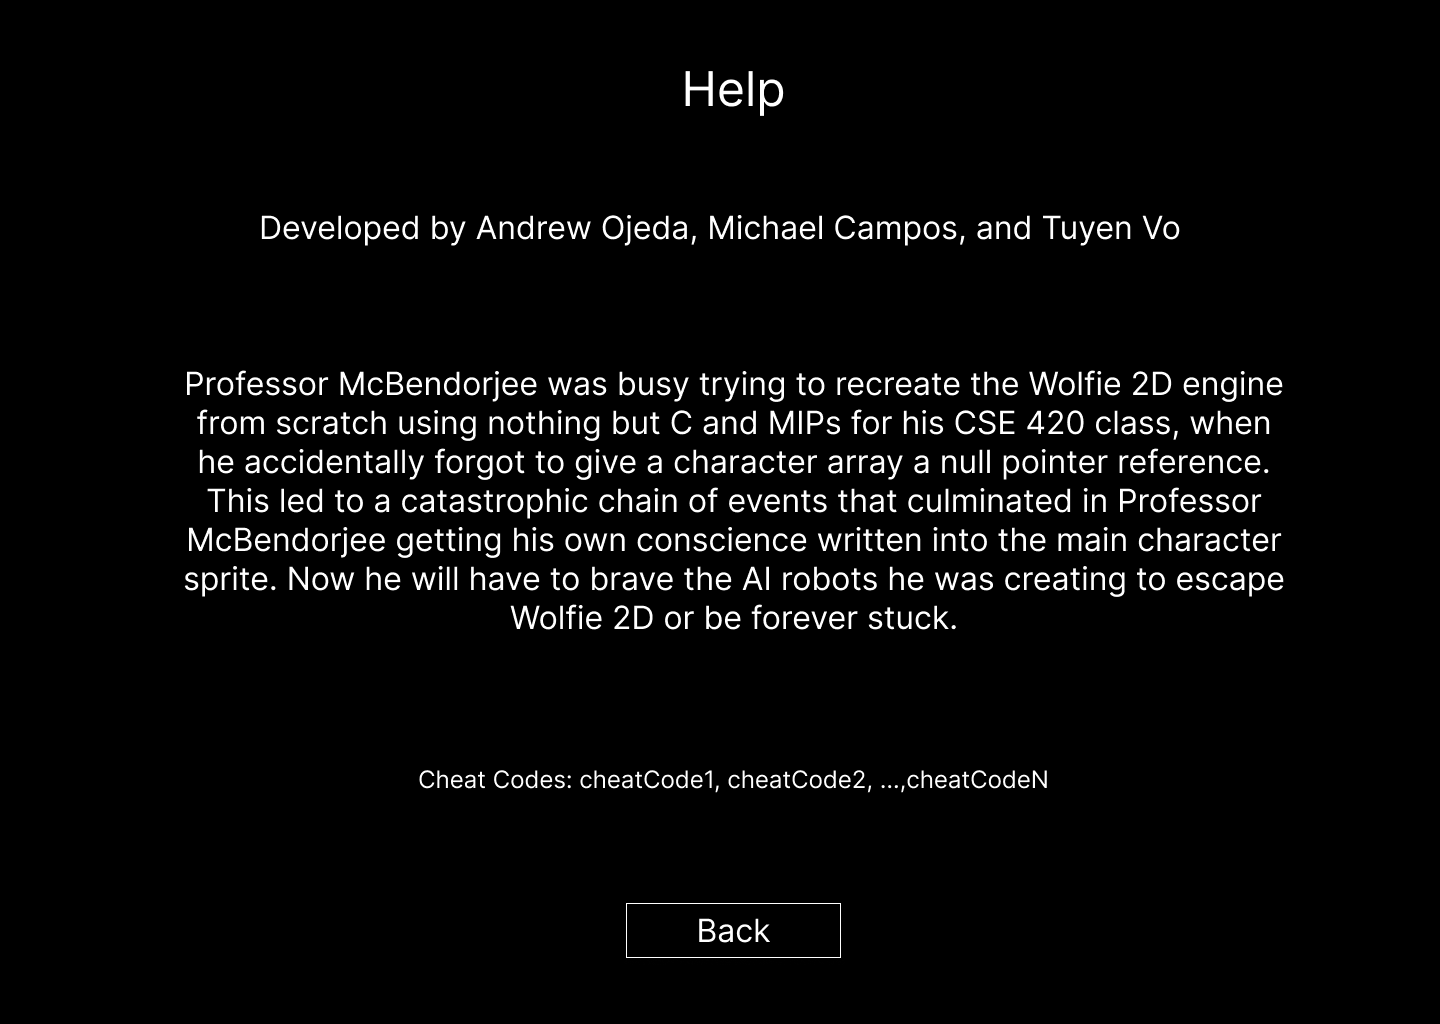 Help
Developed by Andrew Ojeda, Michael Campos, and Tuyen Vo
Professor McBendorjee was busy trying to recreate the Wolfie 2D engine
from scratch using nothing but C and MIPs for his CSE 420 class, when
he accidentally forgot to give a character array a null pointer reference.
This led to a catastrophic chain of events that culminated in Professor
McBendorjee getting his own conscience written into the main character
sprite. Now he will have to brave the AI robots he was creating to escape
Wolfie 2D or be forever stuck.
Cheat Codes: cheatCode1, cheatCode2, ...,cheatCodeN
Back